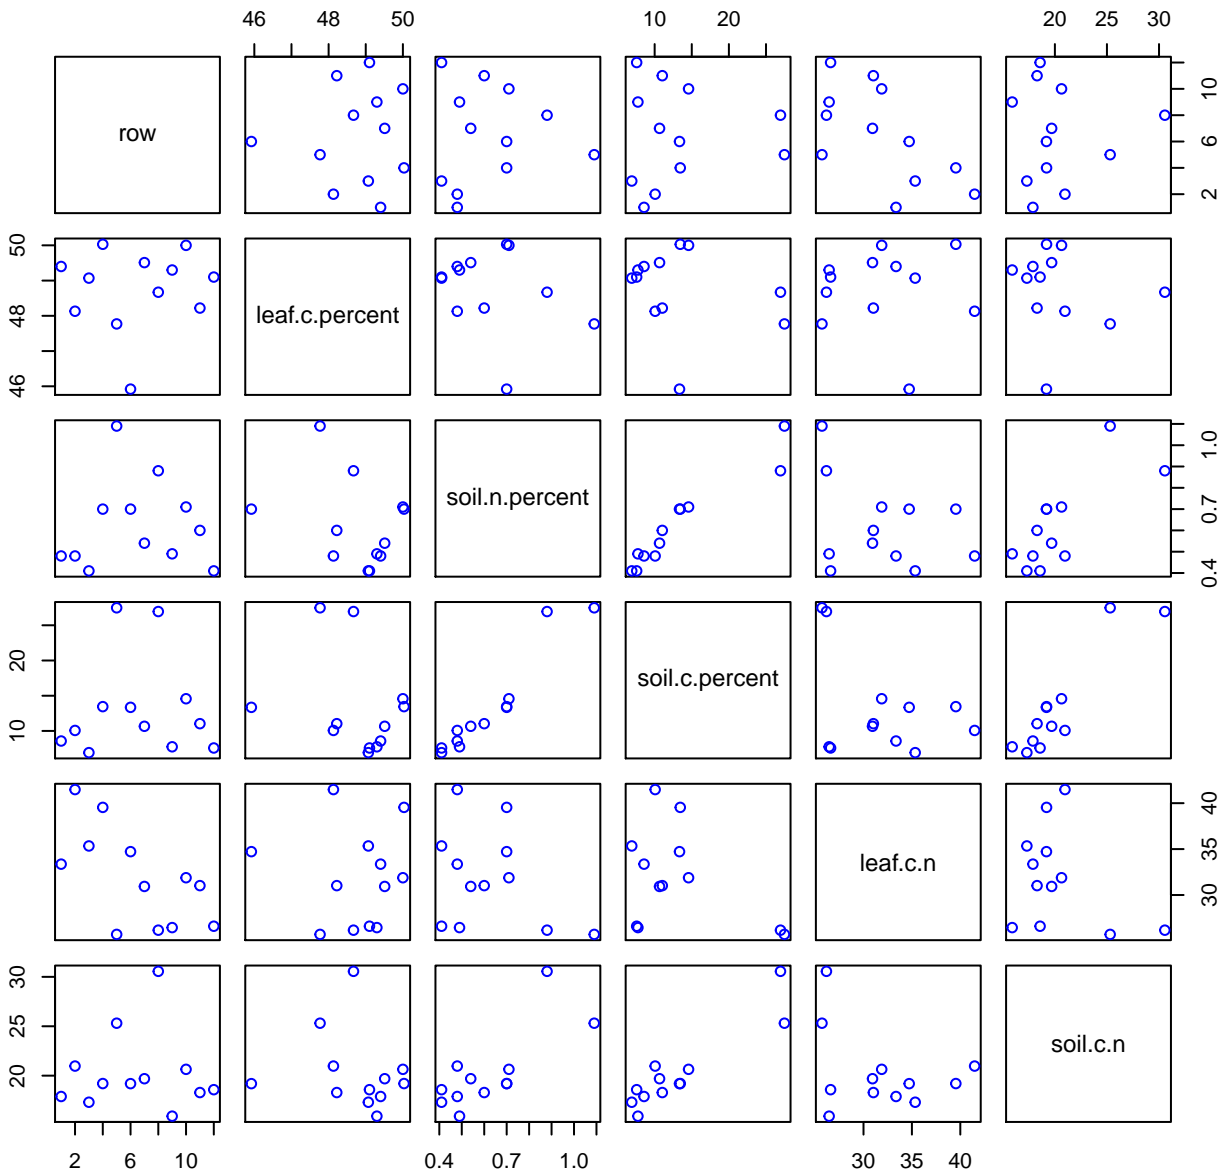 46 48 50 10 20 20 25 30
row 2 6 10
46 48 50 leaf.c.percent
soil.n.percent 0.4 0.7 1.0
10 20 soil.c.percent
leaf.c.n 30 35 40
20 25 30 soil.c.n
2 6 10 0.4 0.7 1.0 30 35 40